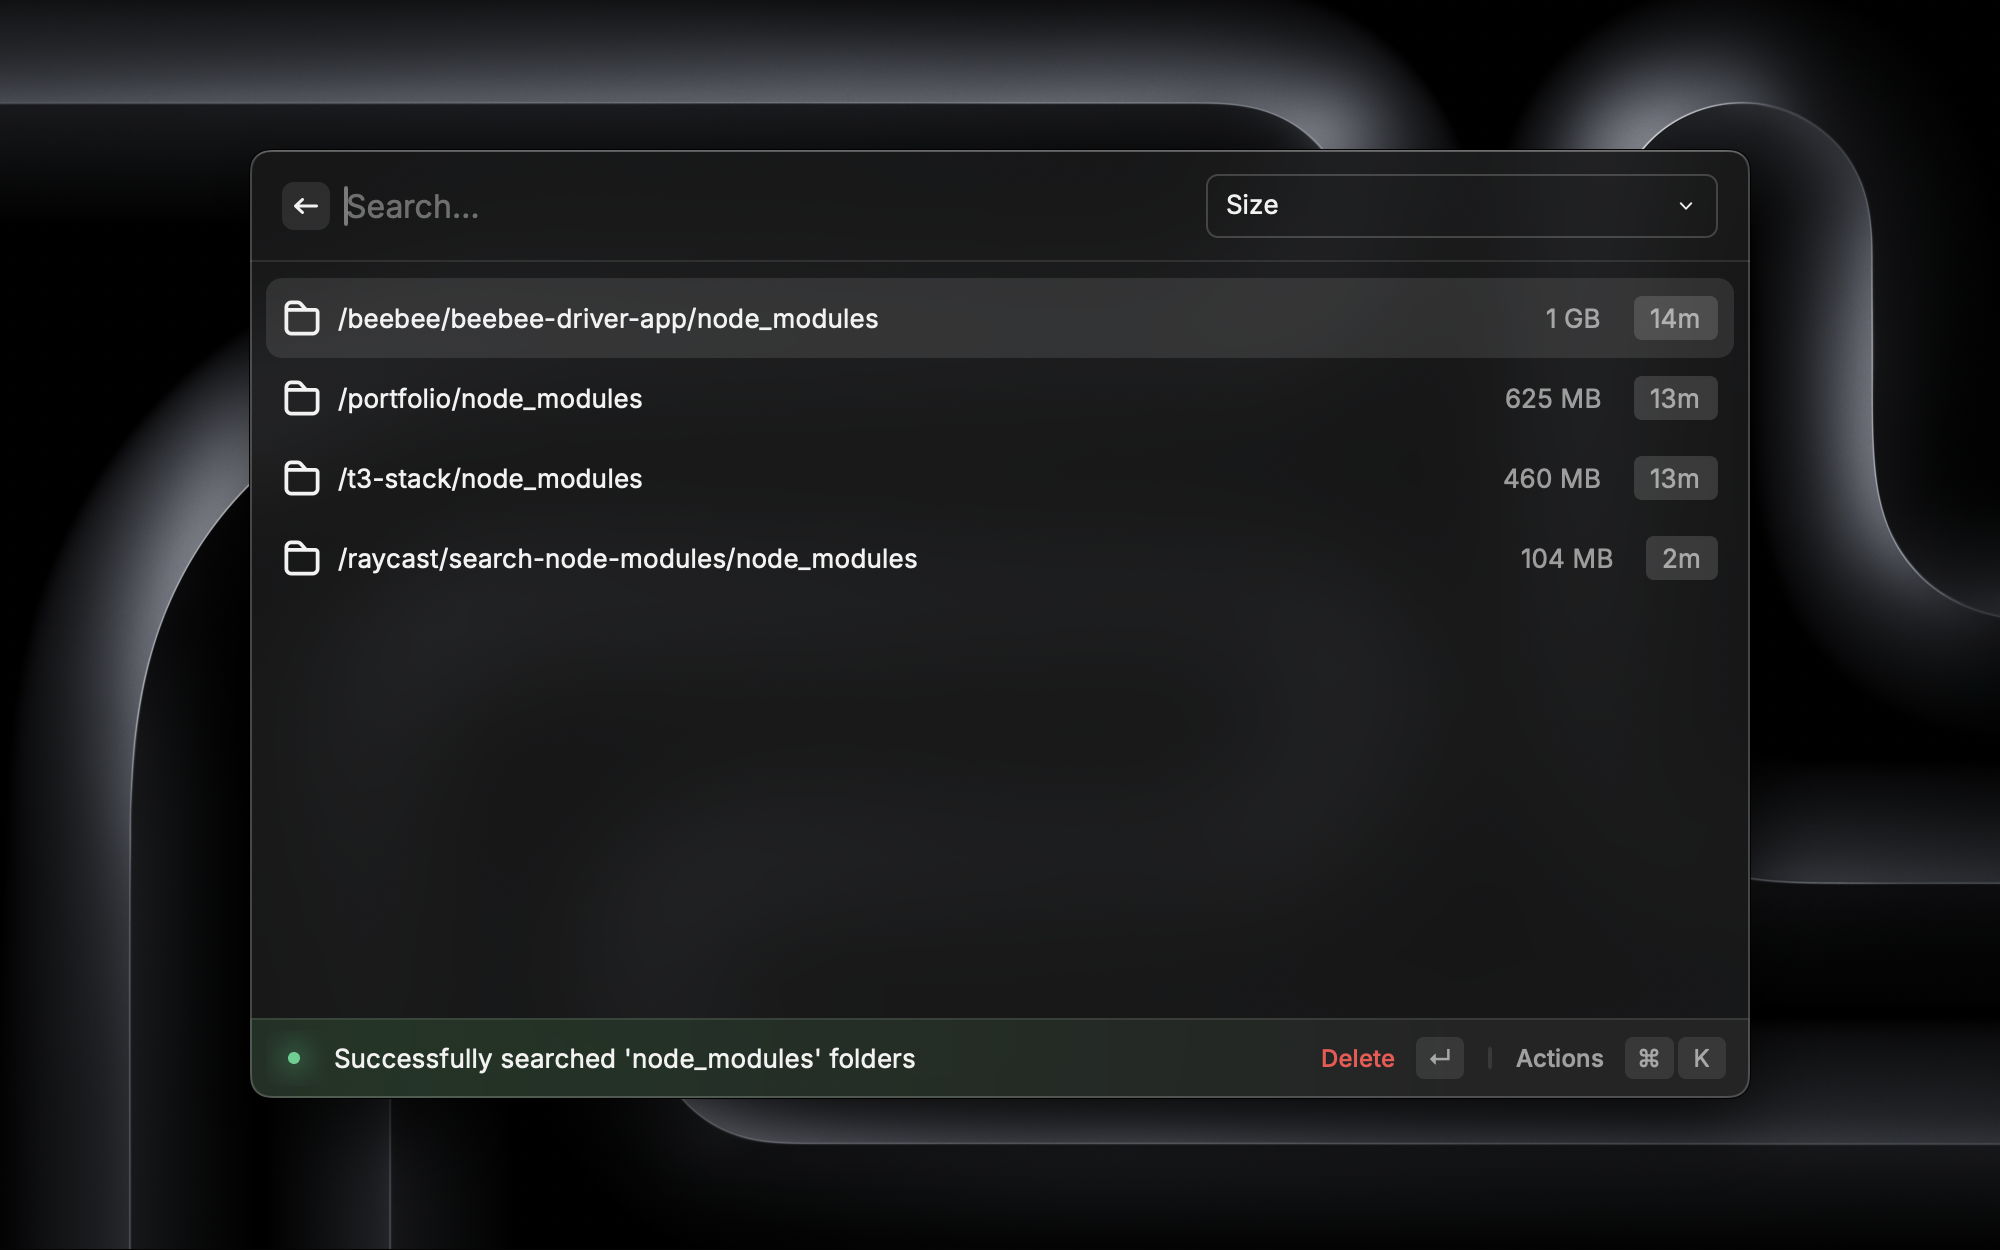 Search...
Size
/beebee/beebee-driver-app/node_modules 1 GB 14m
/portfolio/node_modules 625 MB 13m
/t3-stack/node_modules 460 MB 13m
/raycast/search-node-modules/node_modules 104 MB 2m
Successfully searched 'node_modules' folders Delete ↵ Actions ⌘ K